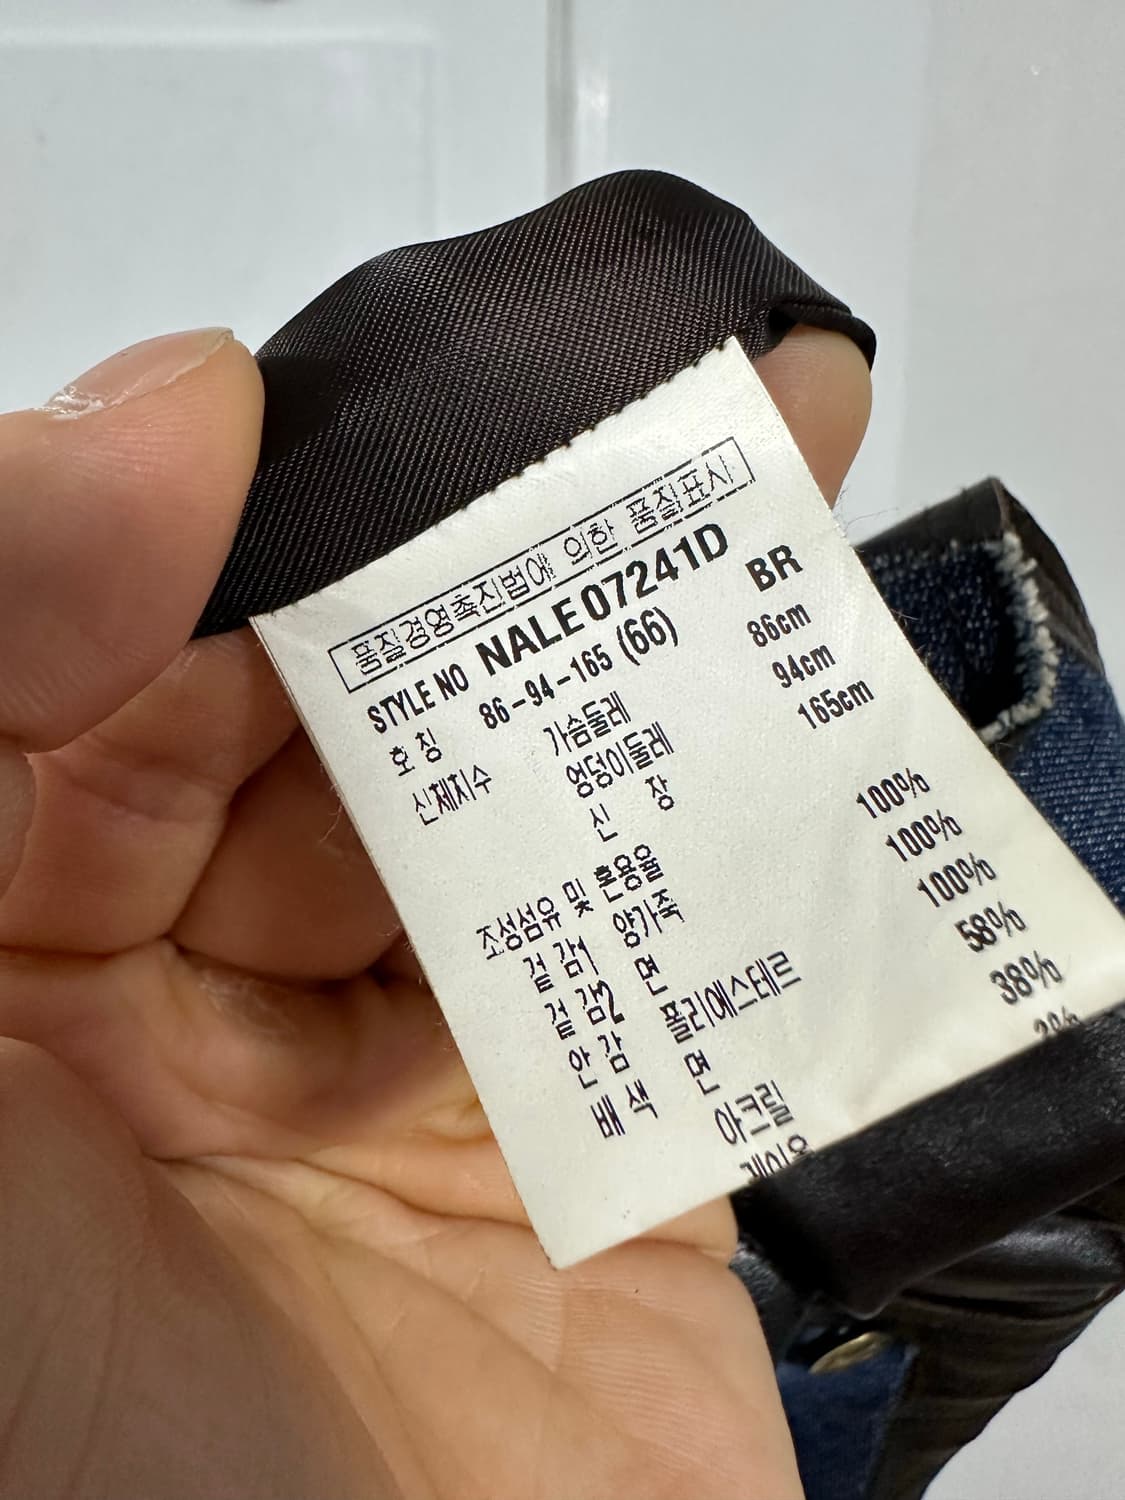 품질경영촉진법에 의한 품질표시
STYLE NO NALE07241D BR
호칭 86-94-165 (66)
신체치수 가슴둘레 86cm
엉덩이둘레 94cm
신 장 165cm
조성섬유 및 혼용율
겉 감1 양가죽 100%
겉 감2 면 100%
안 감 폴리에스테르 100%
배 색 면 58%
아크릴 38%